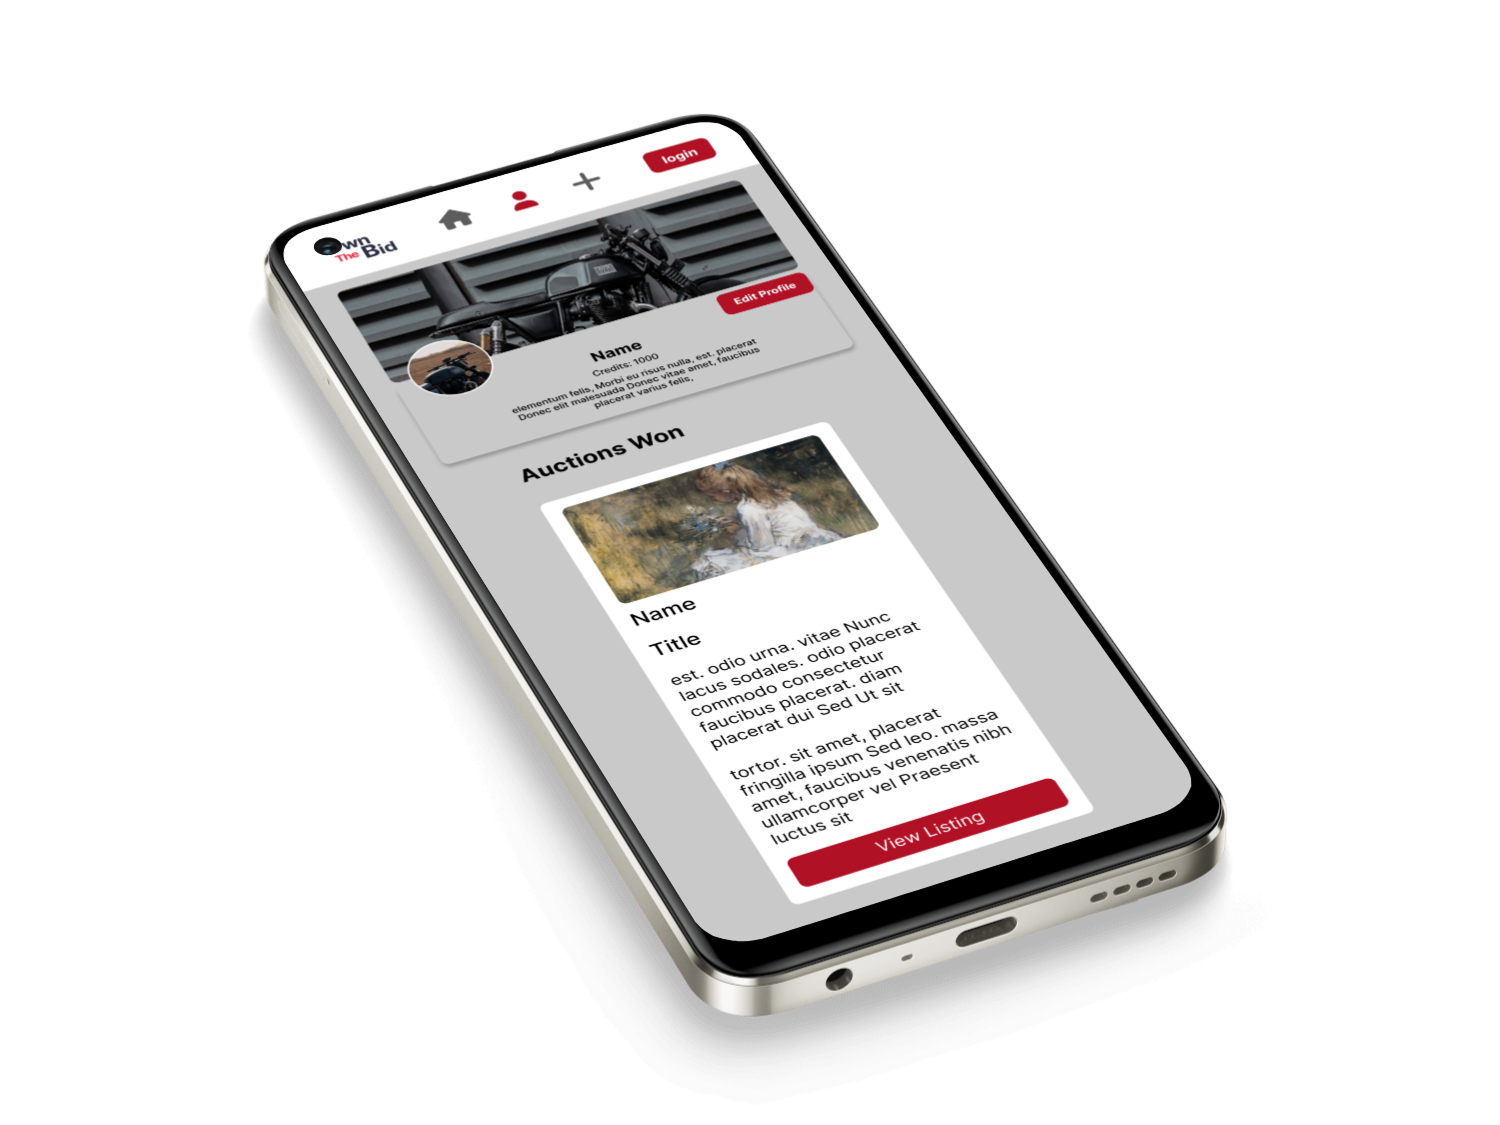 login
wn
The Bid
Edit Profile
Name
Credits: 1000
elementum felis, Morbi eu risus nulla, est. placerat
Donec elit malesuada Donec vitae amet, faucibus
placerat varius felis,
Auctions Won
Name
Title
est. odio urna. vitae Nunc
lacus sodales. odio placerat
commodo consectetur
faucibus placerat. diam
placerat dui Sed Ut sit
tortor. sit amet, placerat
fringilla ipsum Sed leo. massa
amet, faucibus venenatis nibh
ullamcorper vel Praesent
luctus sit
View Listing